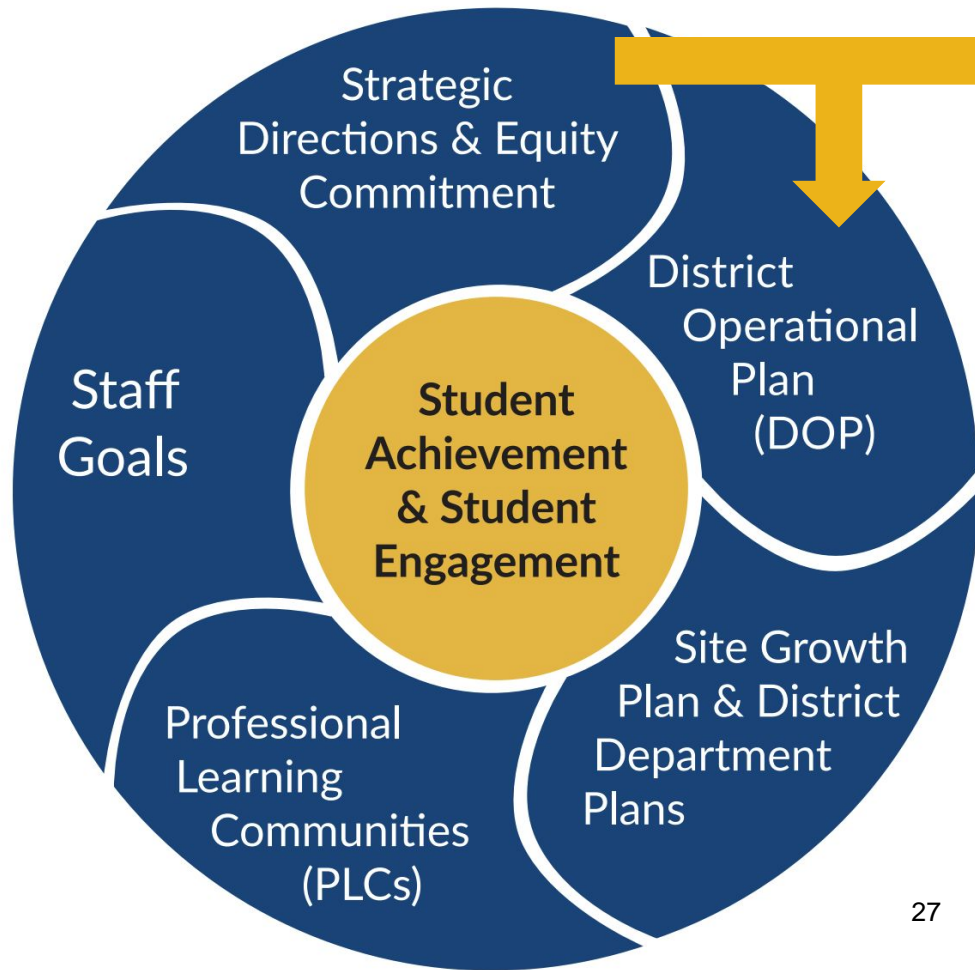 Strategic
Directions & Equity
Commitment
District
Operational
Plan
(DOP)
Site Growth
Plan & District
Department
Plans
Professional
Learning
Communities
(PLCs)
Staff
Goals
Student
Achievement
& Student
Engagement
27